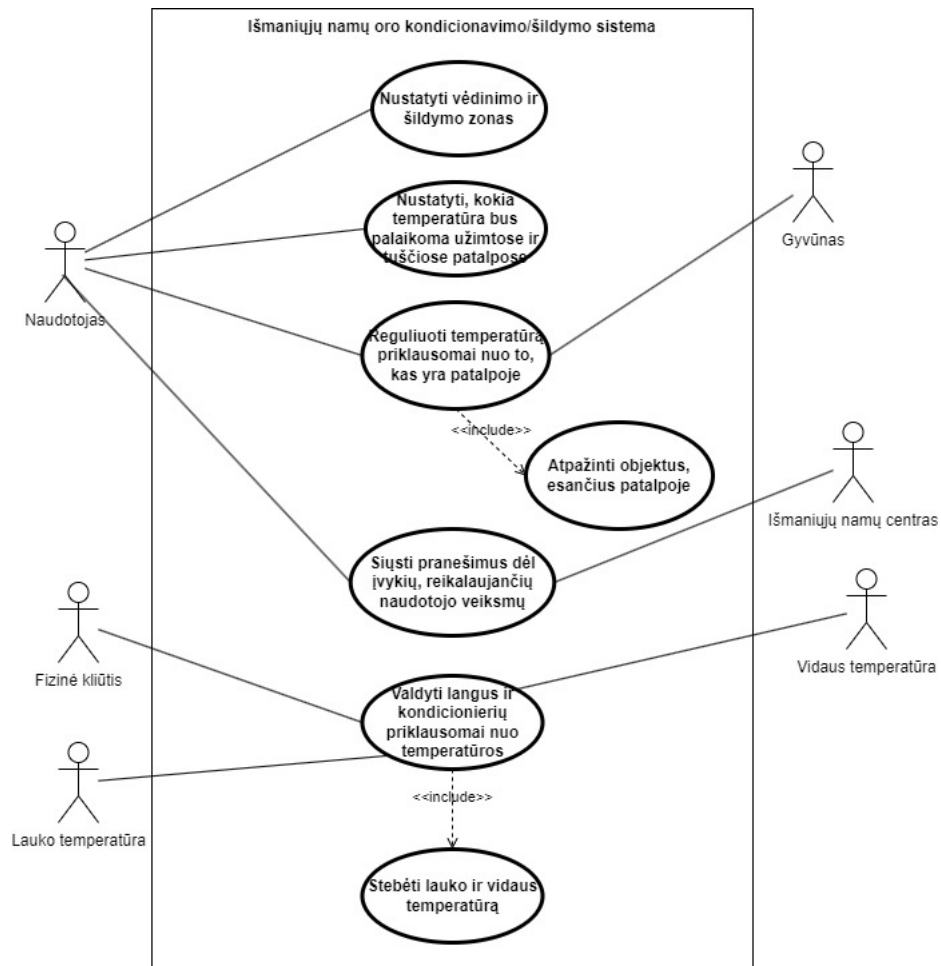 Išmaniųjų namų oro kondicionavimo/šildymo sistema
Nustatyti vėdinimo ir
šildymo zonas
Nustatyti, kokia
temperatūra bus
palaikoma užimtose ir
tuščiose patalpose
Gyvūnas
Naudotojas
Reguliuoti temperatūrą
priklausomai nuo to,
kas yra patalpoje
<<include>>
Atpažinti objektus,
esančius patalpoje
Išmaniųjų namų centras
Siųsti pranešimus dėl
įvykių, reikalaujančių
naudotojo veiksmų
Fizinė kliūtis
Vidaus temperatūra
Valdyti langus ir
kondicionierių
priklausomai nuo
temperatūros
Lauko temperatūra
<<include>>
Stebėti lauko ir vidaus
temperatūrą